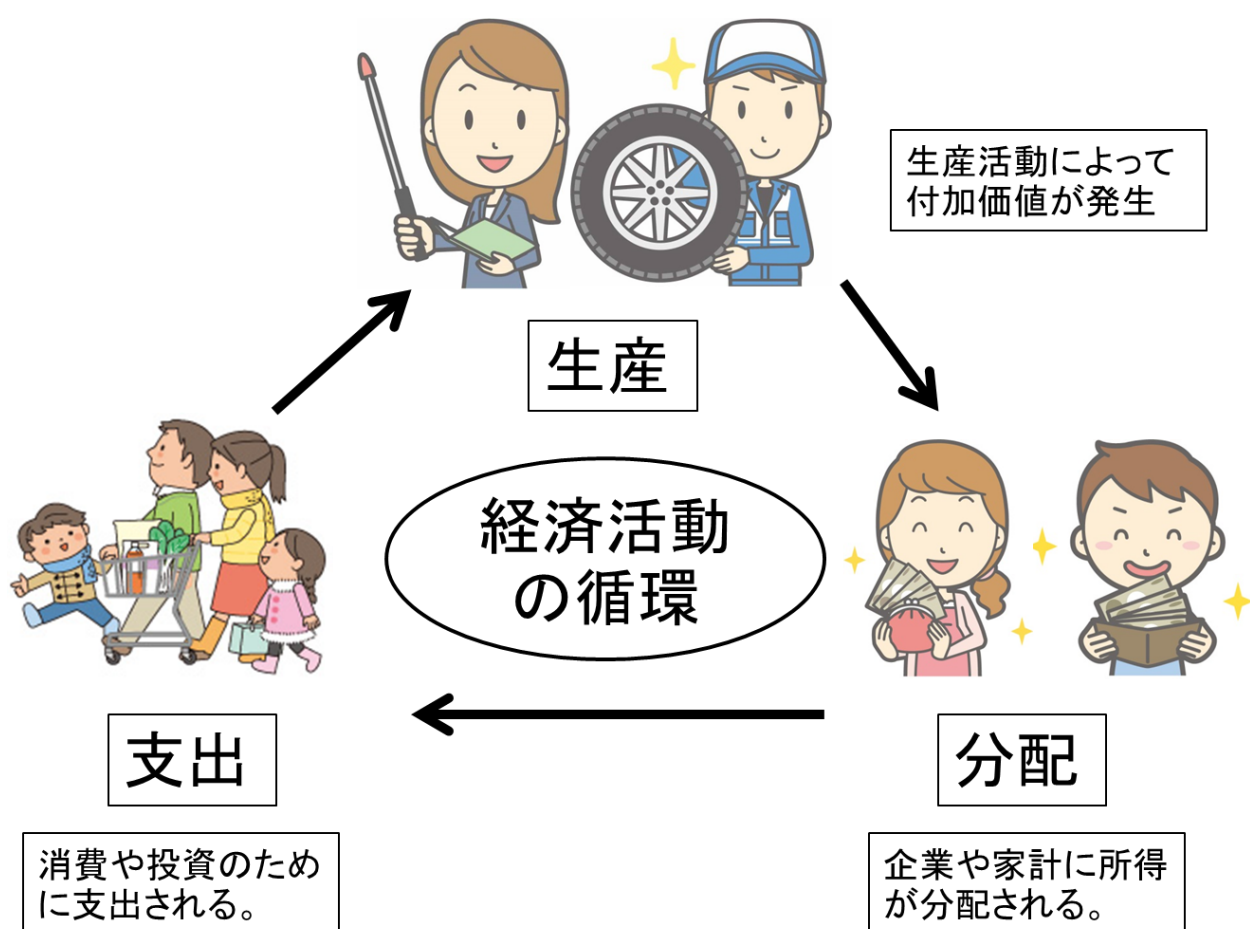 生産活動によって
付加価値が発生
生産
経済活動
の循環
支出
分配
消費や投資のため
に支出される。
企業や家計に所得
が分配される。